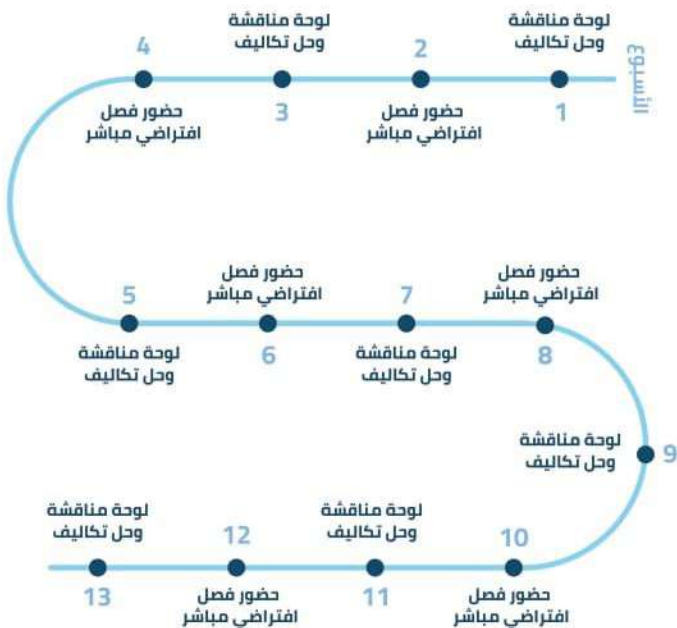 الأسبوع
لوحة مناقشة
وحل تكاليف
1
2
حضور فصل
افتراضي مباشر
لوحة مناقشة
وحل تكاليف
3
4
حضور فصل
افتراضي مباشر
5
لوحة مناقشة
وحل تكاليف
حضور فصل
افتراضي مباشر
6
7
لوحة مناقشة
وحل تكاليف
حضور فصل
افتراضي مباشر
8
لوحة مناقشة
وحل تكاليف
9
10
حضور فصل
افتراضي مباشر
لوحة مناقشة
وحل تكاليف
11
12
حضور فصل
افتراضي مباشر
لوحة مناقشة
وحل تكاليف
13